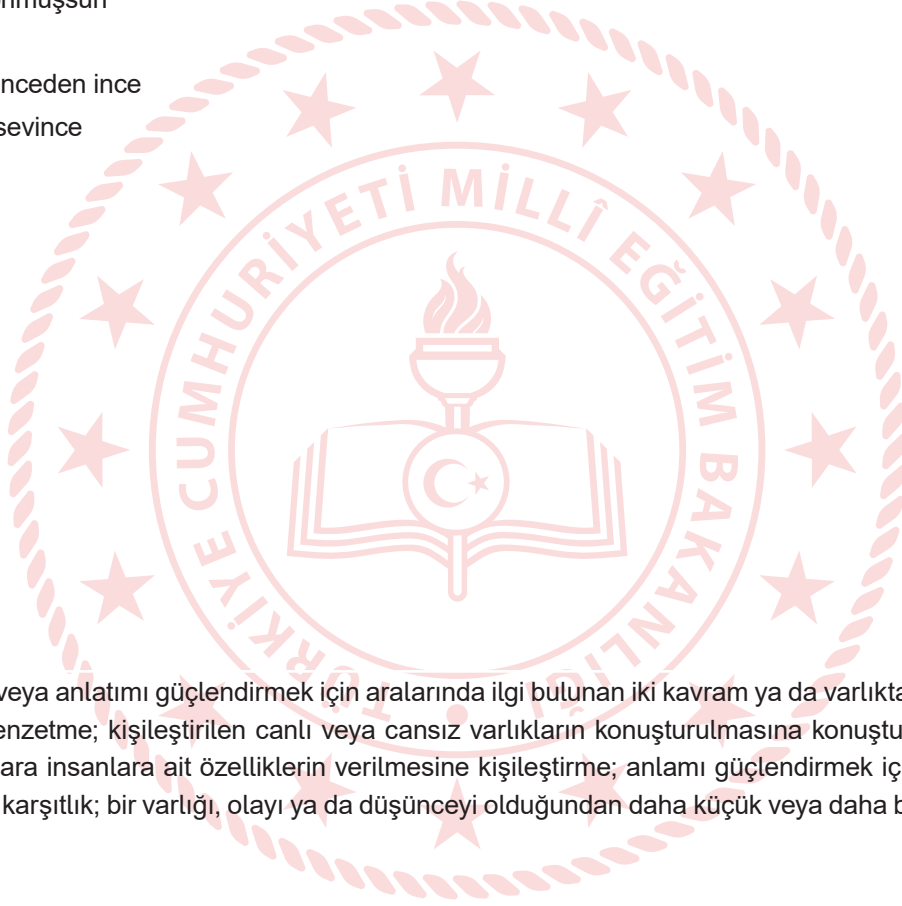 nceden ince
sevince
TÜRKİYE CUMHURİYETİ MİLLÎ EĞİTİM BAKANLIĞI
veya anlatımı güçlendirmek için aralarında ilgi bulunan iki kavram ya da varlıkta
enzetme; kişileştirilen canlı veya cansız varlıkların konuşturulmasına konuştu
ara insanlara ait özelliklerin verilmesine kişileştirme; anlamı güçlendirmek iç
karşıtlık; bir varlığı, olayı ya da düşünceyi olduğundan daha küçük veya daha b